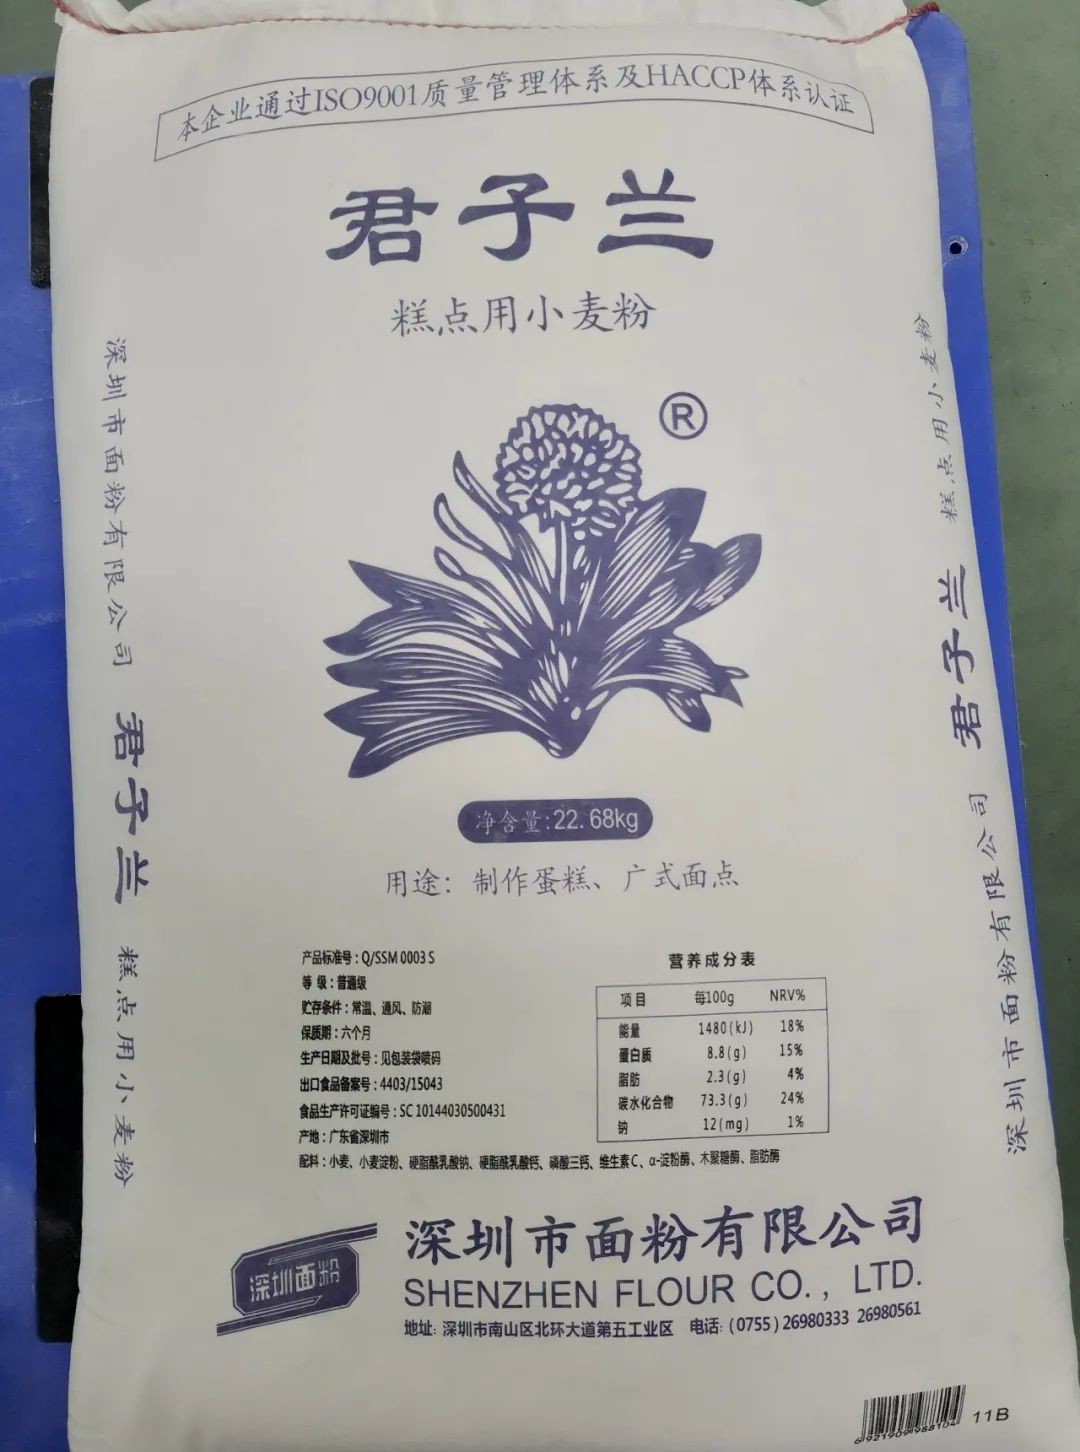 本企业通过ISO9001质量管理体系及HACCP体系认证
君子兰
糕点用小麦粉
®
深圳市面粉有限公司 君子兰 糕点用小麦粉
深圳市面粉有限公司 君子兰 糕点用小麦粉
净含量:22.68kg
用途：制作蛋糕、广式面点
产品标准号：Q/SSM 0003 S
等 级：普通级
贮存条件：常温、通风、防潮
保质期：六个月
生产日期及批号：见包装袋喷码
出口食品备案号：4403/15043
食品生产许可证编号：SC 10144030500431
产地：广东省深圳市
配料：小麦、小麦淀粉、硬脂酰乳酸钠、硬脂酰乳酸钙、磷酸三钙、维生素C、α-淀粉酶、木聚糖酶、脂肪酶
营养成分表
项目 每100g NRV%
能量 1480(kJ) 18%
蛋白质 8.8(g) 15%
脂肪 2.3(g) 4%
碳水化合物 73.3(g) 24%
钠 12(mg) 1%
深圳面粉
深圳市面粉有限公司
SHENZHEN FLOUR CO., LTD.
地址：深圳市南山区北环大道第五工业区 电话：(0755)26980333 26980561
6921909988104
11B